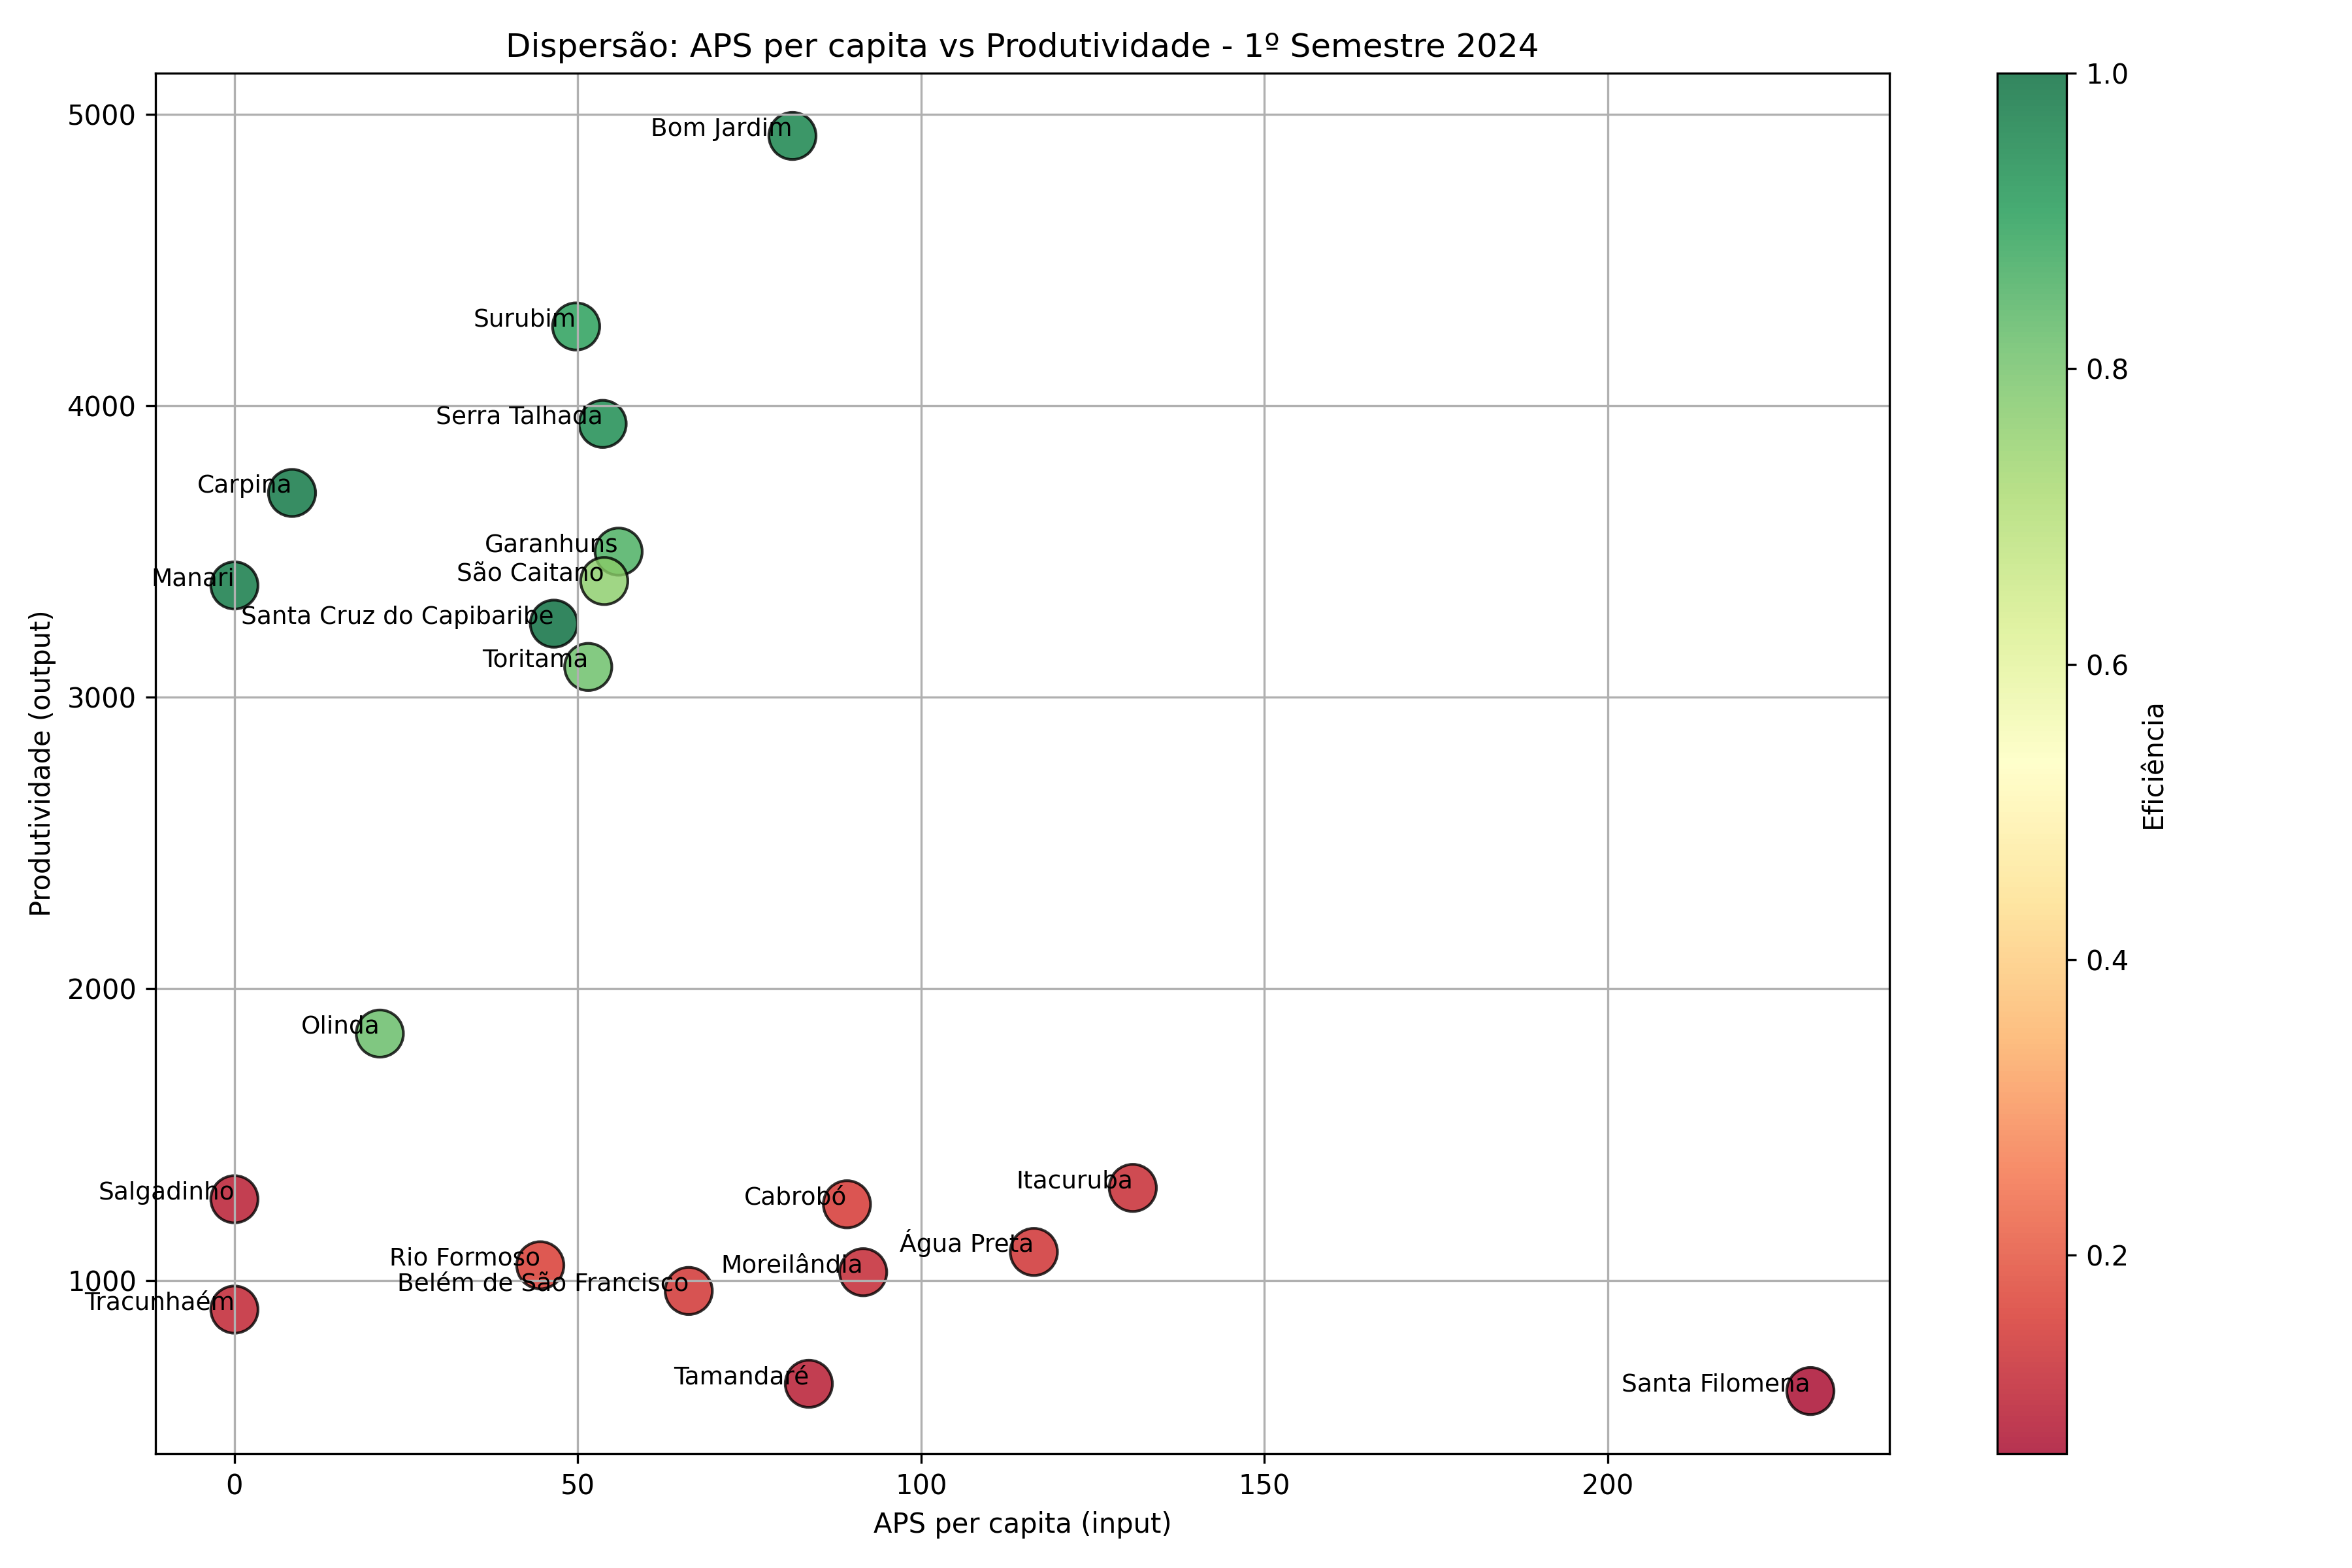 Dispersão: APS per capita vs Produtividade - 1º Semestre 2024
Produtividade (output)
5000
4000
3000
2000
1000
Bom Jardim
Surubim
Serra Talhada
Carpina
Garanhuns
São Caitano
Manari
Santa Cruz do Capibaribe
Toritama
Olinda
Itacuruba
Salgadinho
Cabrobó
Água Preta
Rio Formoso
Moreilândia
Belém de São Francisco
Tracunhaém
Tamandaré
Santa Filomena
0
50
100
150
200
APS per capita (input)
1.0
0.8
0.6
0.4
0.2
Eficiência